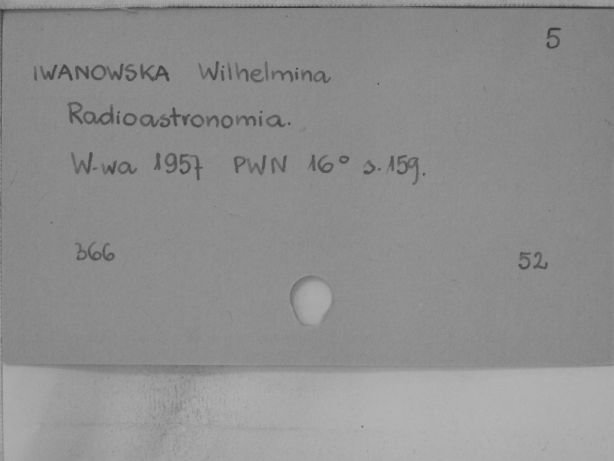 5
IWANOWSKA Wilhelmina
Radioastronomia.
W-wa 1957 PWN 16° s. 159.
366
52